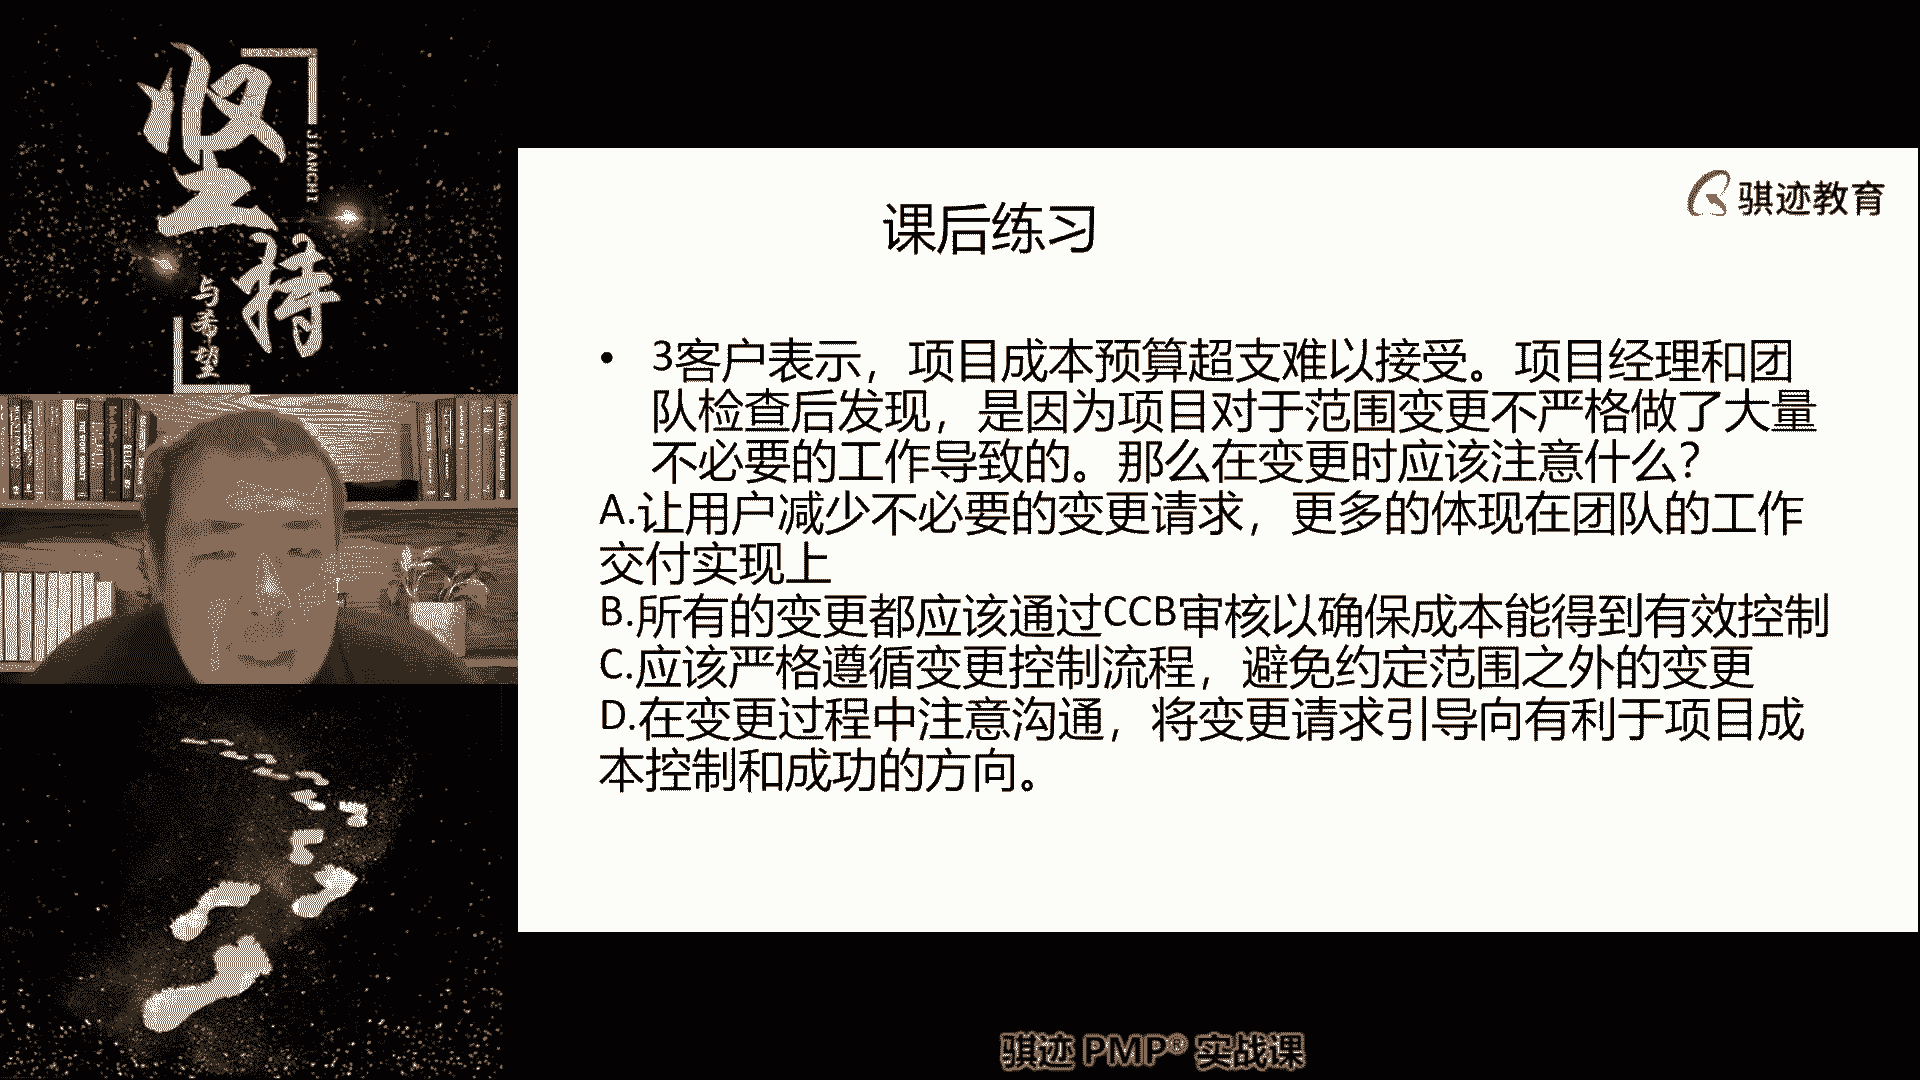 坚持
JIANCHI
与希望
骐迹教育
课后练习
• 3客户表示，项目成本预算超支难以接受。项目经理和团
队检查后发现，是因为项目对于范围变更不严格做了大量
不必要的工作导致的。那么在变更时应该注意什么？
A.让用户减少不必要的变更请求，更多的体现在团队的工作
交付实现上
B.所有的变更都应该通过CCB审核以确保成本能得到有效控制
C.应该严格遵循变更控制流程，避免约定范围之外的变更
D.在变更过程中注意沟通，将变更请求引导向有利于项目成
本控制和成功的方向。
骐迹 PMP® 实战课